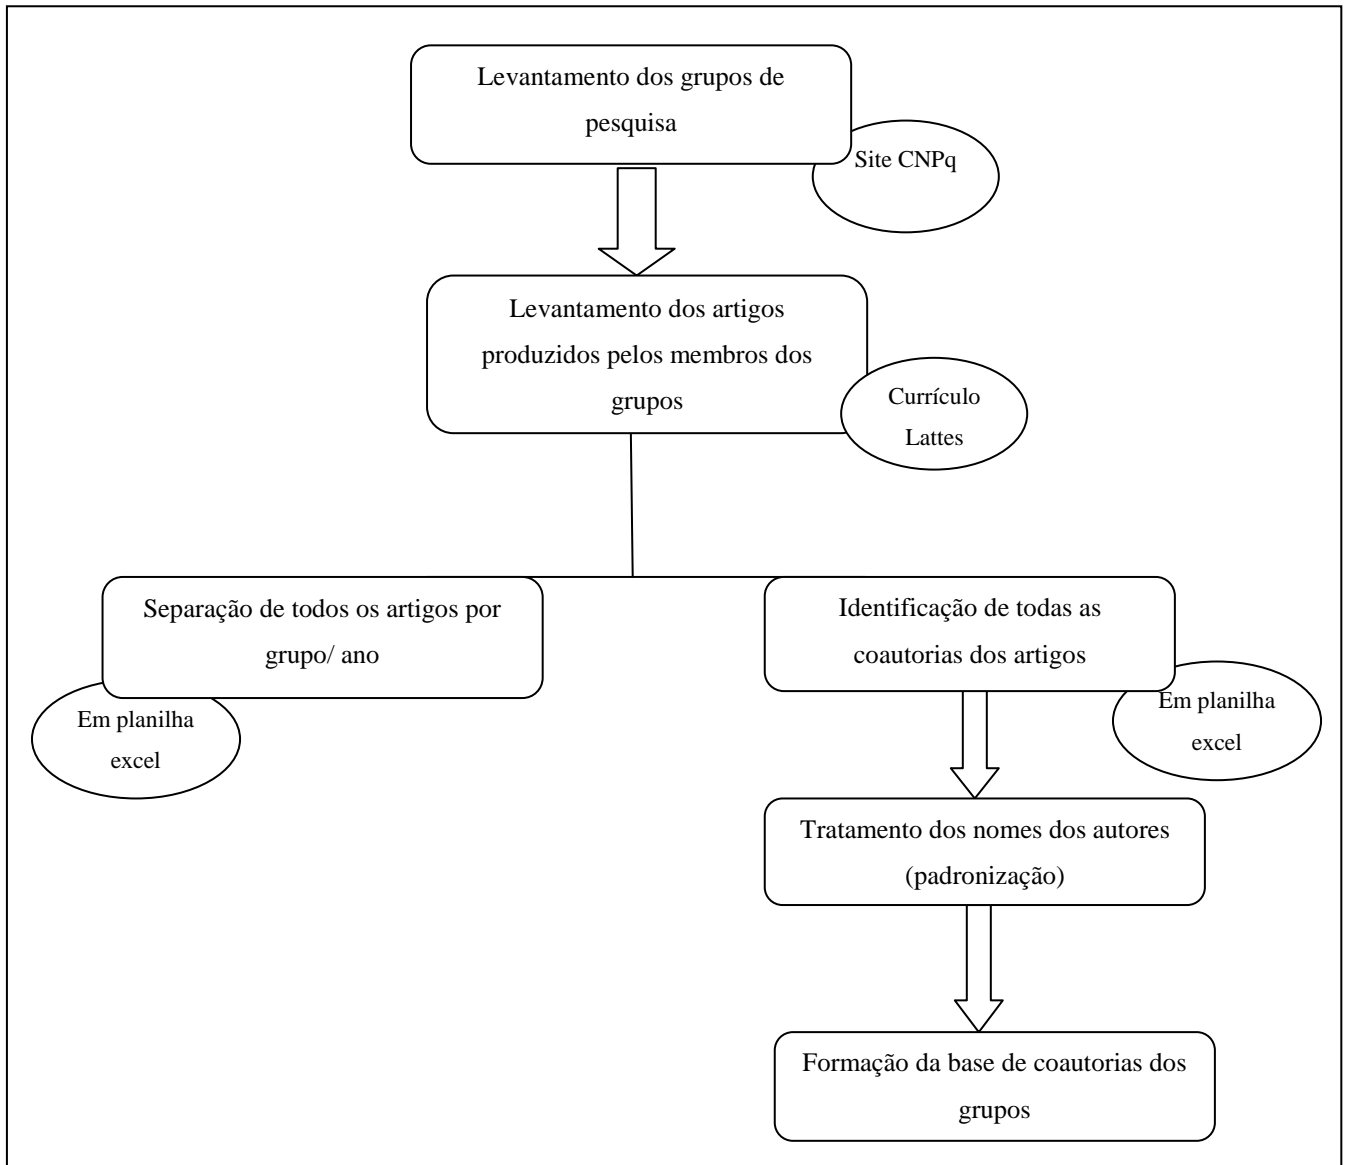 Levantamento dos grupos de
pesquisa
Site CNPq
Levantamento dos artigos
produzidos pelos membros dos
grupos
Currículo
Lattes
Separação de todos os artigos por
grupo/ ano
Em planilha
excel
Identificação de todas as
coautorias dos artigos
Em planilha
excel
Tratamento dos nomes dos autores
(padronização)
Formação da base de coautorias dos
grupos